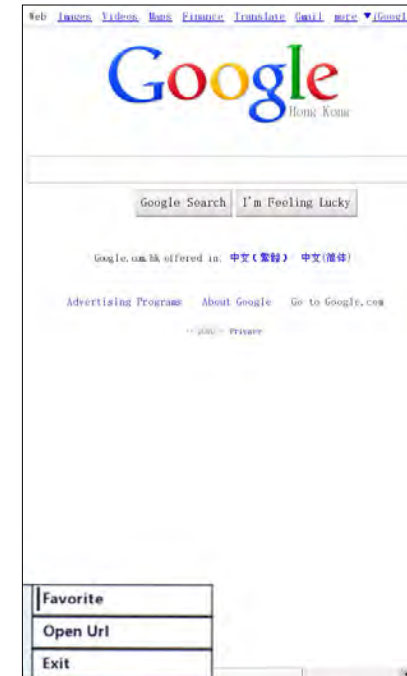 Web Images Videos Maps Finance Translate Gmail more ▼ iGoogl
Google
Hong Kong
Google Search I'm Feeling Lucky
Google.com.hk offered in: 中文(繁體) 中文(简体)
Advertising Programs About Google Go to Google.com
Privacy
Favorite
Open Url
Exit